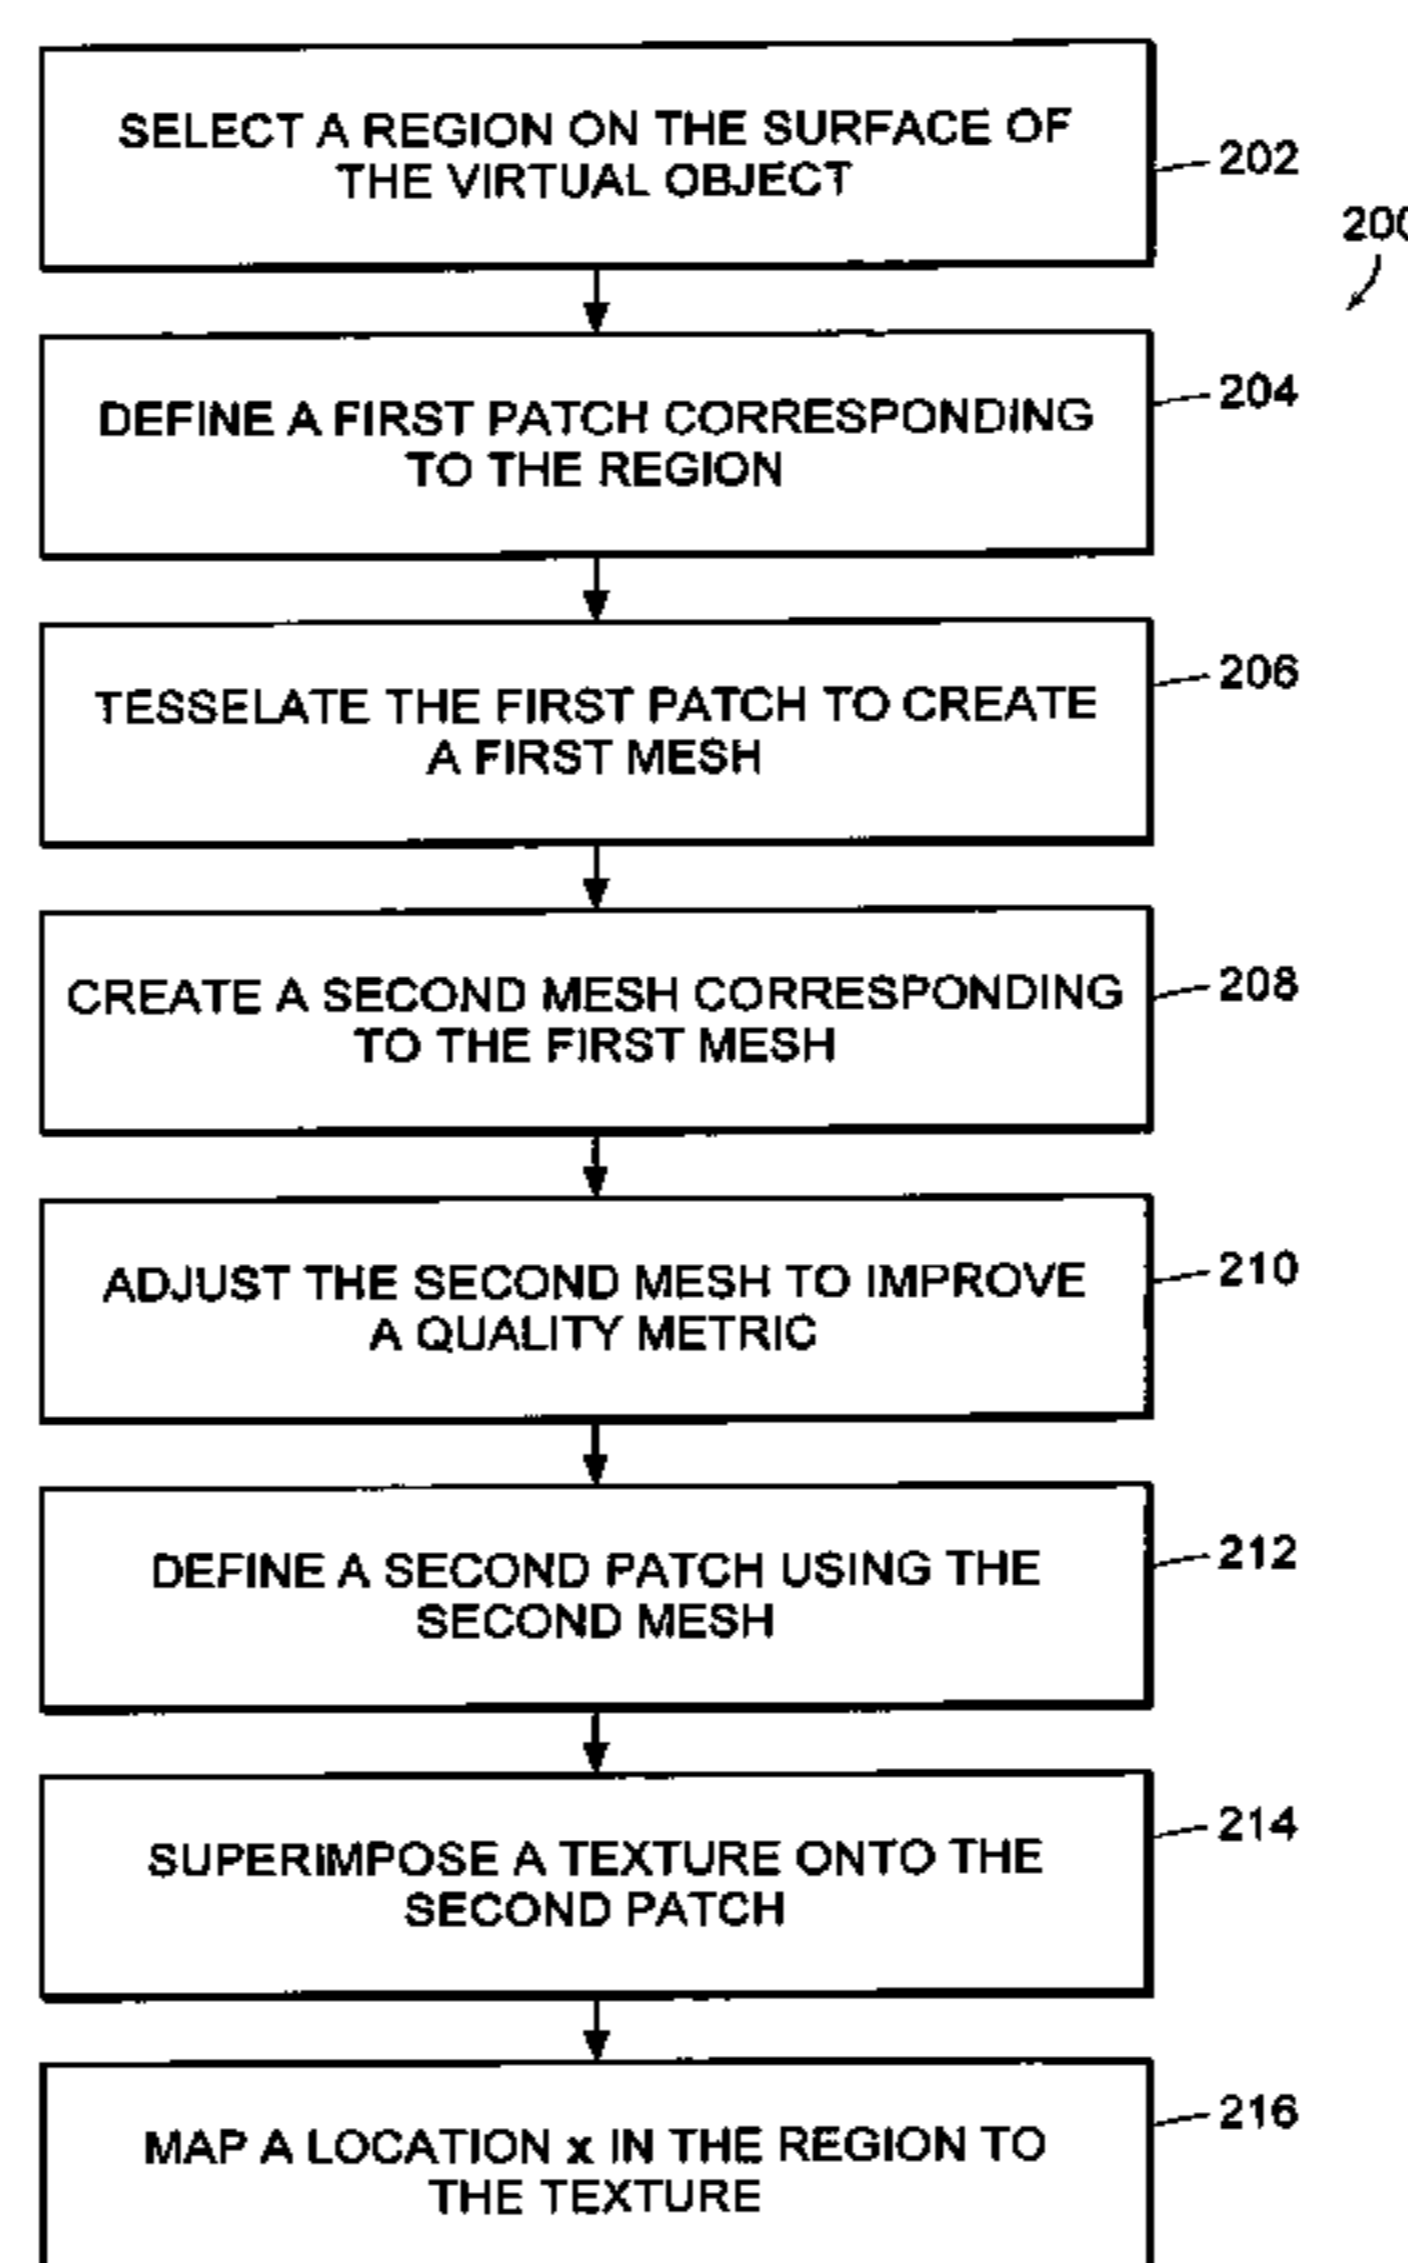 SELECT A REGION ON THE SURFACE OF
THE VIRTUAL OBJECT
202
200
DEFINE A FIRST PATCH CORRESPONDING
TO THE REGION
204
TESSELATE THE FIRST PATCH TO CREATE
A FIRST MESH
206
CREATE A SECOND MESH CORRESPONDING
TO THE FIRST MESH
208
ADJUST THE SECOND MESH TO IMPROVE
A QUALITY METRIC
210
DEFINE A SECOND PATCH USING THE
SECOND MESH
212
SUPERIMPOSE A TEXTURE ONTO THE
SECOND PATCH
214
MAP A LOCATION x IN THE REGION TO
THE TEXTURE
216